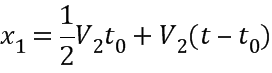 x₁ = 1/2 V₂t₀ + V₂(t − t₀)